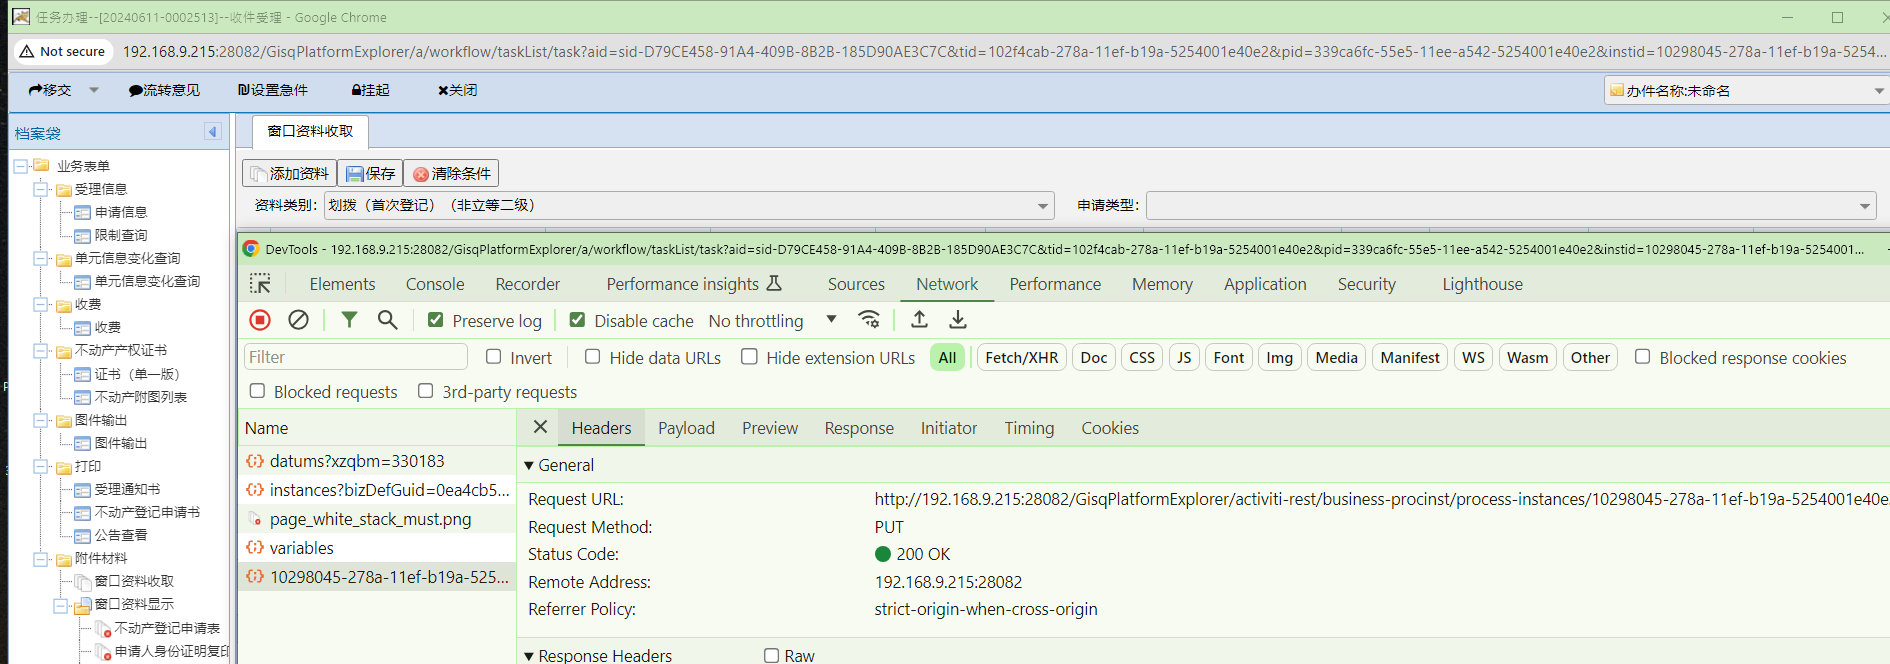 任务办理--[20240611-0002513]--收件受理 - Google Chrome
Not secure 192.168.9.215:28082/GisqPlatformExplorer/a/workflow/taskList/task?aid=sid-D79CE458-91A4-409B-8B2B-185D90AE3C7C&tid=102f4cab-278a-11ef-b19a-5254001e40e2&pid=339ca6fc-55e5-11ee-a542-5254001e40e2&instid=10298045-278a-11ef-b19a-5254...
移交 流转意见 设置急件 挂起 关闭 办件名称:未命名
档案袋
窗口资料收取
业务表单
受理信息
申请信息
限制查询
单元信息变化查询
单元信息变化查询
收费
收费
不动产产权证书
证书（单一版）
不动产附图列表
图件输出
图件输出
打印
受理通知书
不动产登记申请书
公告查看
附件材料
窗口资料收取
窗口资料显示
不动产登记申请表
申请人身份证明复印
添加资料 保存 清除条件
资料类别: 划拨（首次登记）（非立等二级） 申请类型:
DevTools - 192.168.9.215:28082/GisqPlatformExplorer/a/workflow/taskList/task?aid=sid-D79CE458-91A4-409B-8B2B-185D90AE3C7C&tid=102f4cab-278a-11ef-b19a-5254001e40e2&pid=339ca6fc-55e5-11ee-a542-5254001e40e2&instid=10298045-278a-11ef-b19a-5254001...
Elements Console Recorder Performance insights Sources Network Performance Memory Application Security Lighthouse
Preserve log Disable cache No throttling
Filter Invert Hide data URLs Hide extension URLs All Fetch/XHR Doc CSS JS Font Img Media Manifest WS Wasm Other Blocked response cookies
Blocked requests 3rd-party requests
Name
datums?xzqbm=330183
instances?bizDefGuid=0ea4cb5...
page_white_stack_must.png
variables
10298045-278a-11ef-b19a-525...
Headers Payload Preview Response Initiator Timing Cookies
General
Request URL: http://192.168.9.215:28082/GisqPlatformExplorer/activiti-rest/business-procinst/process-instances/10298045-278a-11ef-b19a-5254001e40e
Request Method: PUT
Status Code: 200 OK
Remote Address: 192.168.9.215:28082
Referrer Policy: strict-origin-when-cross-origin
Response Headers Raw